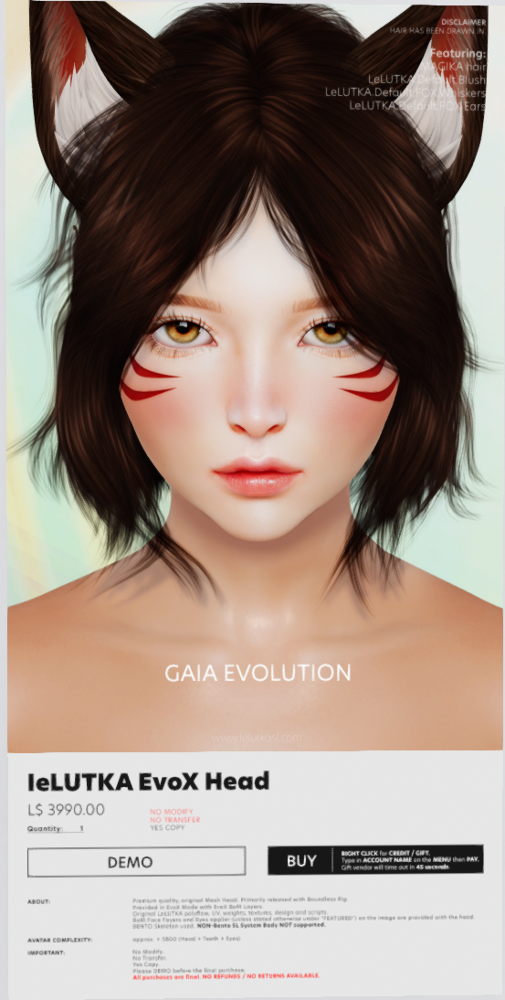 DISCLAIMER
HAIR HAS BEEN DRAWN IN
Featuring:
MAGIKA hair
LeLUTKA.Default.Blush
LeLUTKA.Default.FOX.Whiskers
LeLUTKA.Default.FOX.Ears
GAIA EVOLUTION
leLUTKA EvoX Head
L$ 3990.00
NO MODIFY
NO TRANSFER
Quantity: 1
YES COPY
DEMO
BUY
RIGHT CLICK for CREDIT / GIFT.
Type in ACCOUNT NAME on the MENU then PAY.
Gift vendor will time out in 45 seconds.
ABOUT:
Premium quality, original Mesh Head. Primarily released with Boundless Rig.
Provided in EvoX Mode with EvoX BoM Layers.
Original LeLUTKA polyflow, UV, weights, textures, design and scripts.
BoM Face Layers and Eyes applier (unless stated otherwise under "FEATURED") on the image are provided with the head.
BENTO Skeleton used, NON-Bento SL System Body NOT supported.
AVATAR COMPLEXITY:
approx. + 5800 (Head + Teeth + Eyes)
IMPORTANT:
No Modify.
No Transfer.
Yes Copy.
Please DEMO before the final purchase.
All purchases are final. NO REFUNDS / NO RETURNS AVAILABLE.